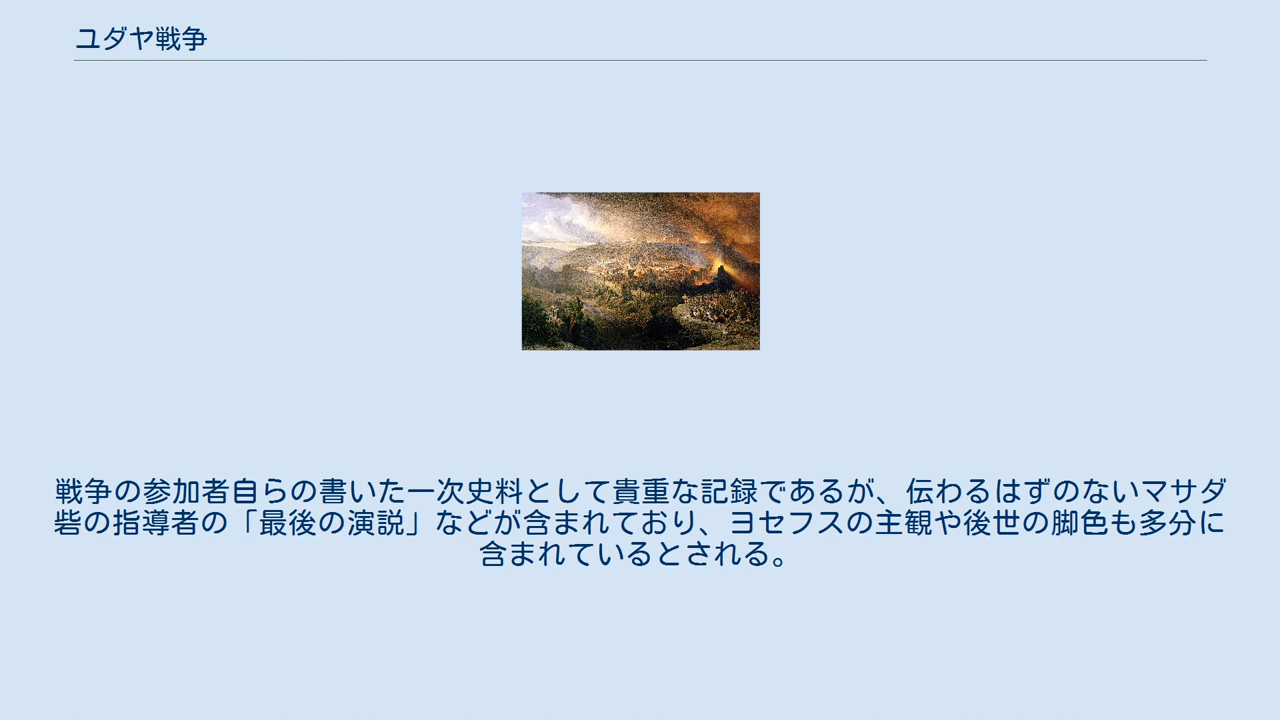 ユダヤ戦争
戦争の参加者自らの書いた一次史料として貴重な記録であるが、伝わるはずのないマサダ
砦の指導者の「最後の演説」などが含まれており、ヨセフスの主観や後世の脚色も多分に
含まれているとされる。